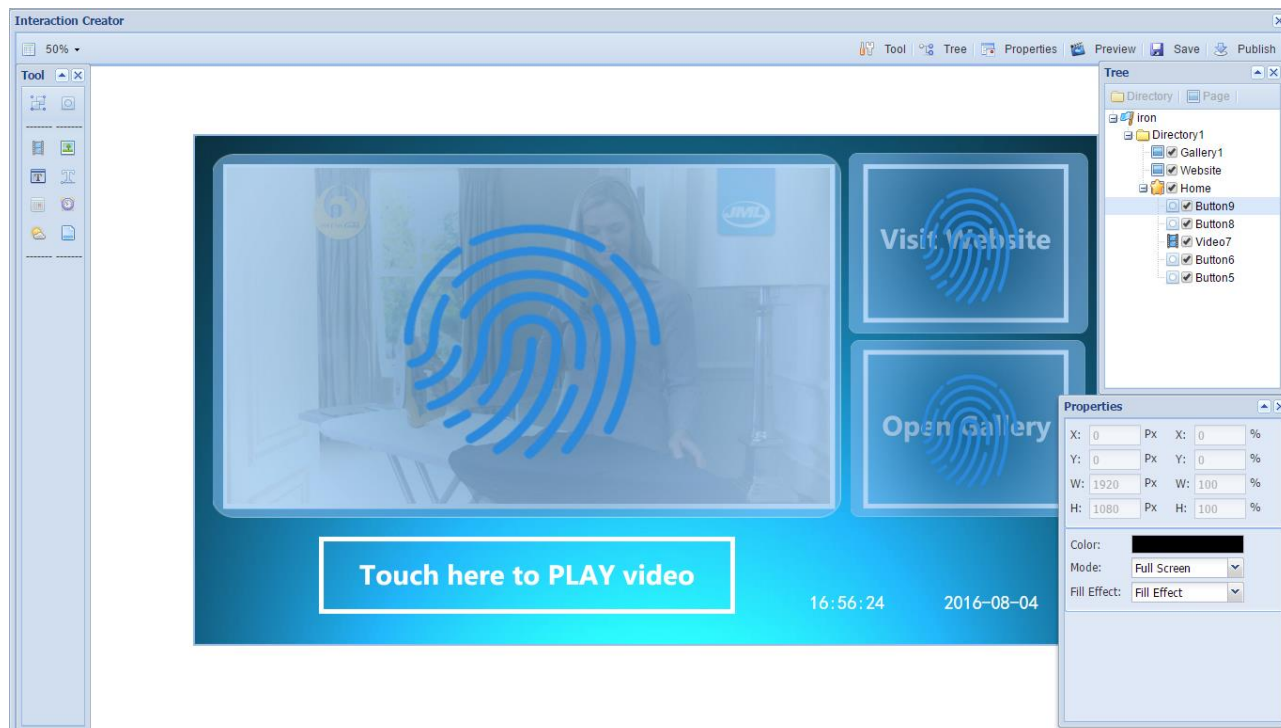 Interaction Creator
50%
Tool Tree Properties Preview Save Publish
Tool
Tree
Directory Page
iron
Directory1
Gallery1
Website
Home
Button9
Button8
Video7
Button6
Button5
JML
Visit Website
Open Gallery
Touch here to PLAY video
16:56:24 2016-08-04
Properties
X: 0 Px X: 0 %
Y: 0 Px Y: 0 %
W: 1920 Px W: 100 %
H: 1080 Px H: 100 %
Color:
Mode: Full Screen
Fill Effect: Fill Effect